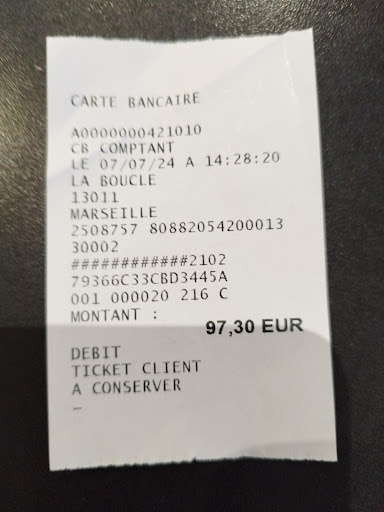 CARTE BANCAIRE
A0000000421010
CB COMPTANT
LE 07/07/24 A 14:28:20
LA BOUCLE
13011
MARSEILLE
2508757 80882054200013
30002
############2102
79366C33CBD3445A
001 000020 216 C
MONTANT :
97,30 EUR
DEBIT
TICKET CLIENT
A CONSERVER
_